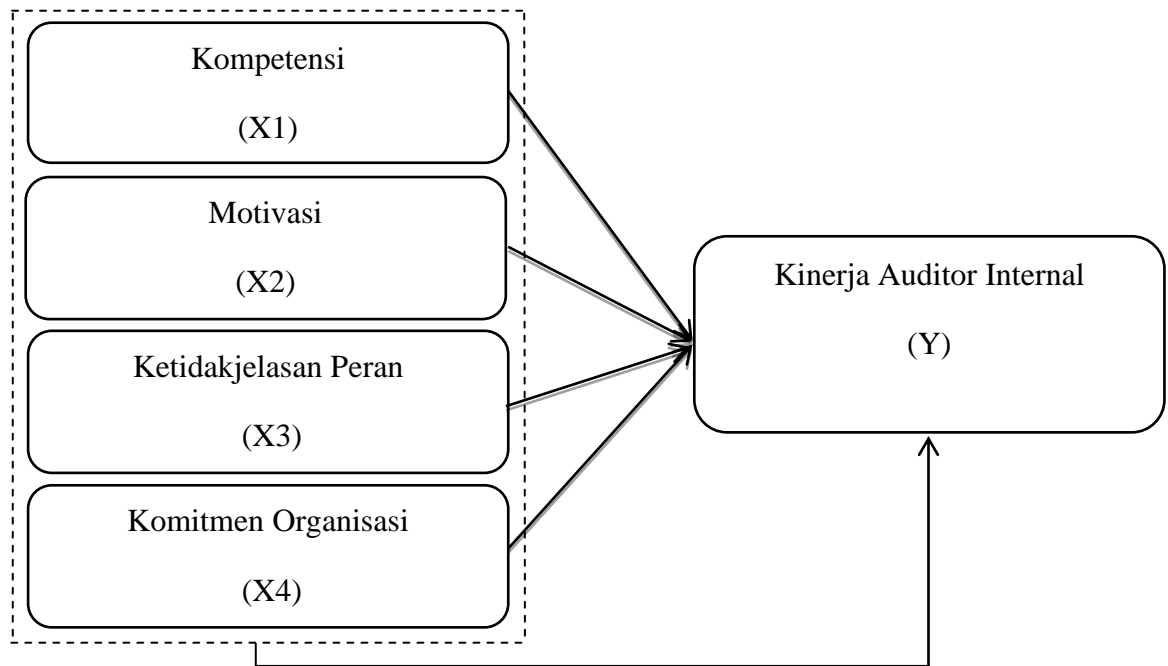 Kompetensi
(X1)
Motivasi
(X2)
Ketidakjelasan Peran
(X3)
Komitmen Organisasi
(X4)
Kinerja Auditor Internal
(Y)